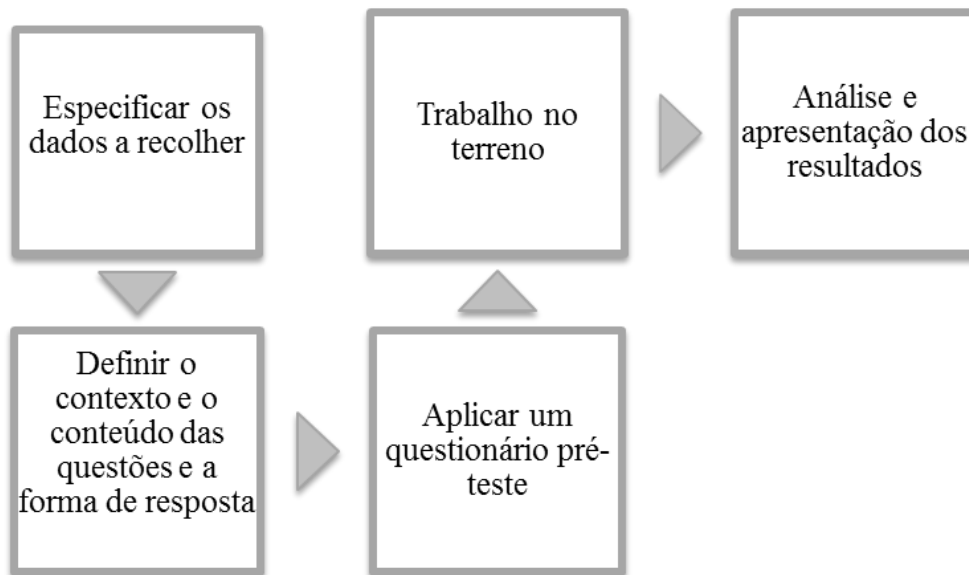 Especificar os
dados a recolher
Definir o
contexto e o
conteúdo das
questões e a
forma de resposta
Aplicar um
questionário pré-
teste
Trabalho no
terreno
Análise e
apresentação dos
resultados